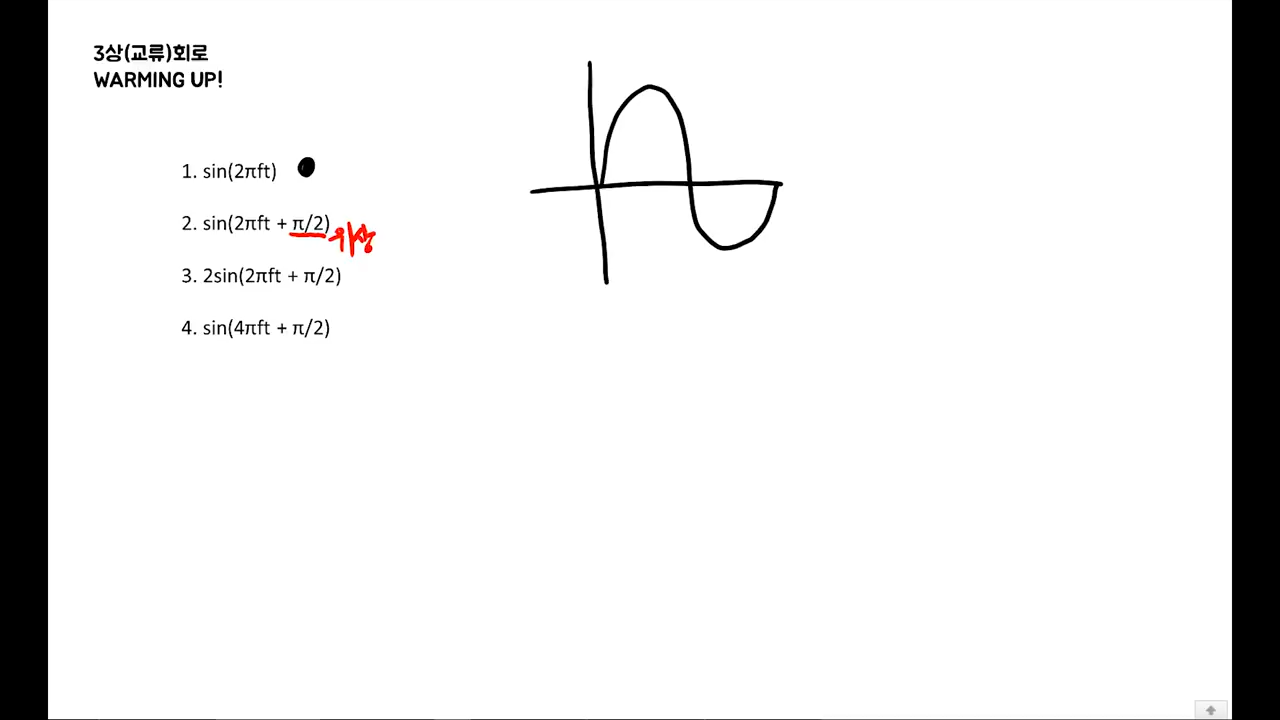 3상(교류)회로
WARMING UP!
1. sin(2πft)
2. sin(2πft + π/2)
위상
3. 2sin(2πft + π/2)
4. sin(4πft + π/2)